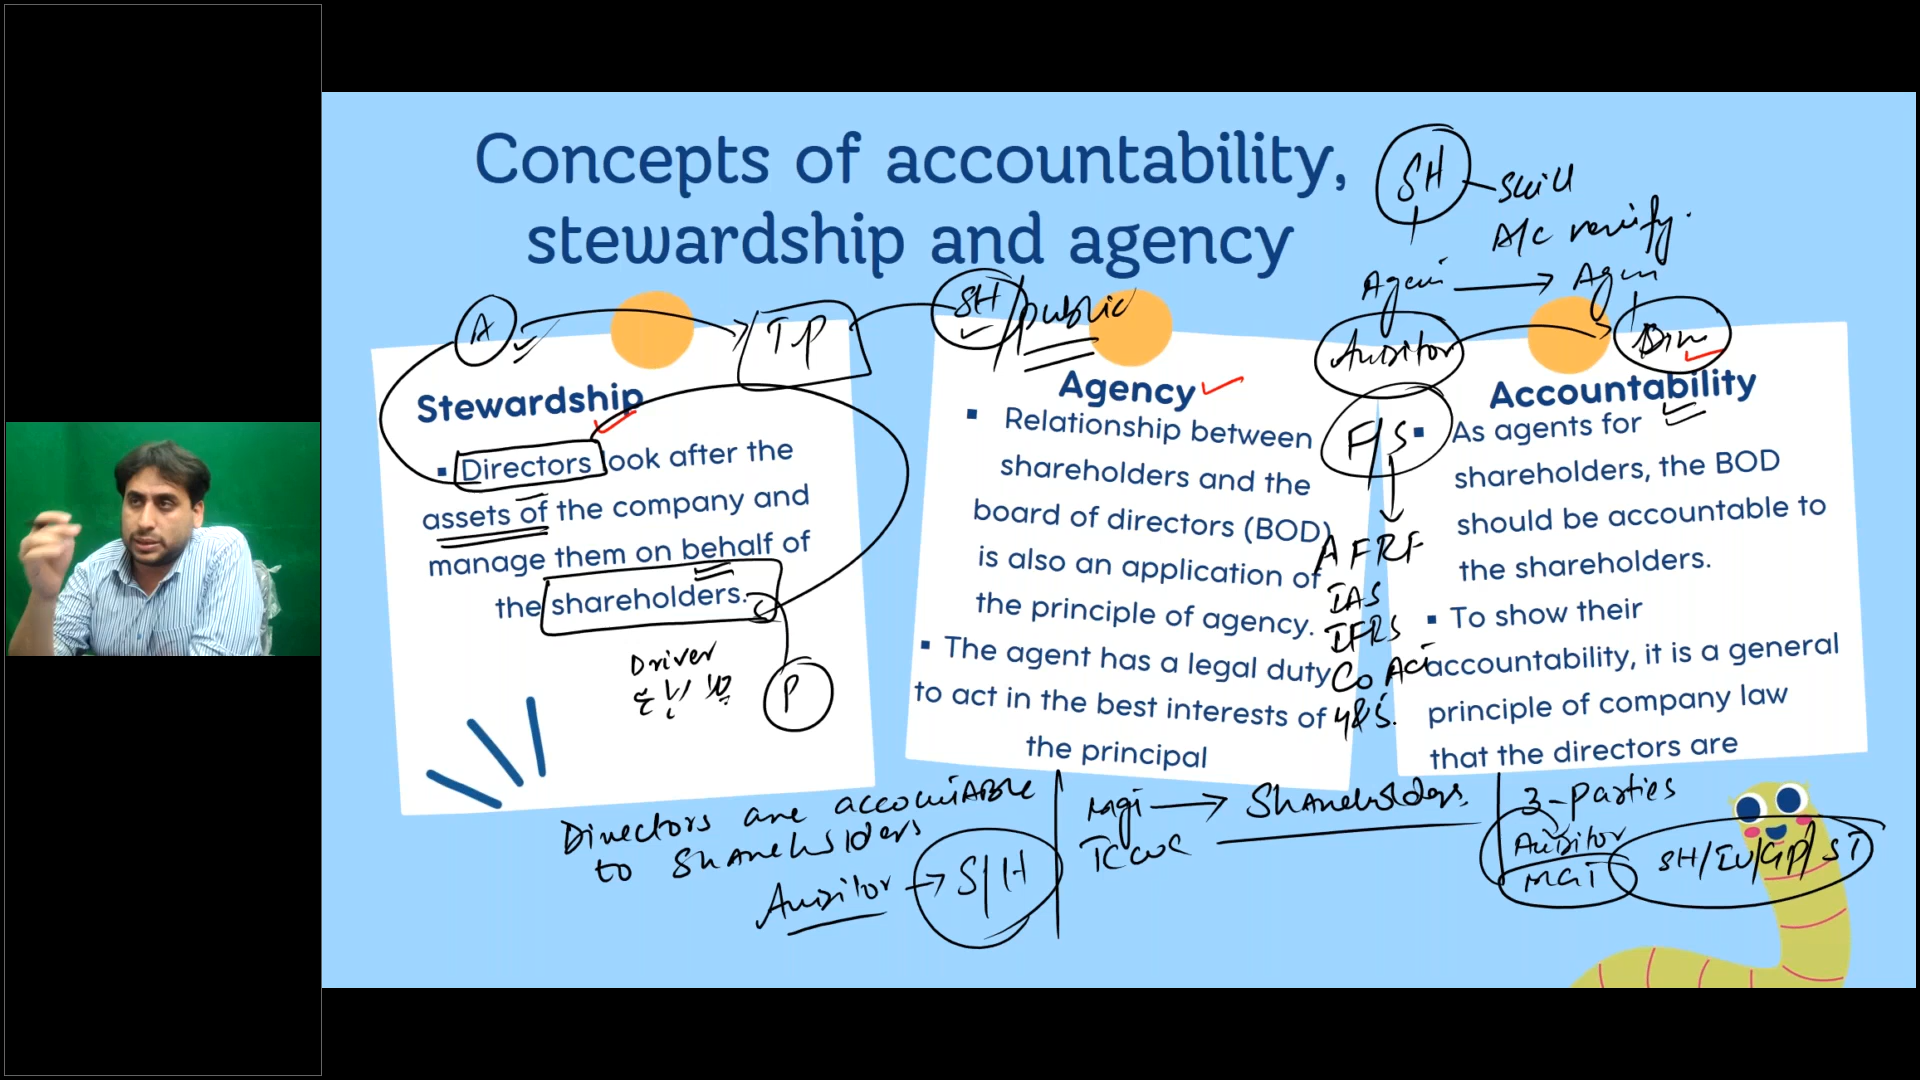 Concepts of accountability,
stewardship and agency
SH
Skill
A/c
Agent → Agen
A
TP
SH/public
Auditor
F/S
Stewardship
▪ Directors look after the
assets of the company and
manage them on behalf of
the shareholders.
Driver
P
Agency
▪ Relationship between
shareholders and the
board of directors (BOD)
is also an application of
the principle of agency.
▪ The agent has a legal duty
to act in the best interests of
the principal
AFRF
IAS
IFRS
Co Act
Accountability
▪ As agents for
shareholders, the BOD
should be accountable to
the shareholders.
▪ To show their
accountability, it is a general
principle of company law
that the directors are
Directors are accountable
to Shareholders
Auditor → S/H
Mgt → Shareholders.
TCWG
3-Parties
Auditor
MGT